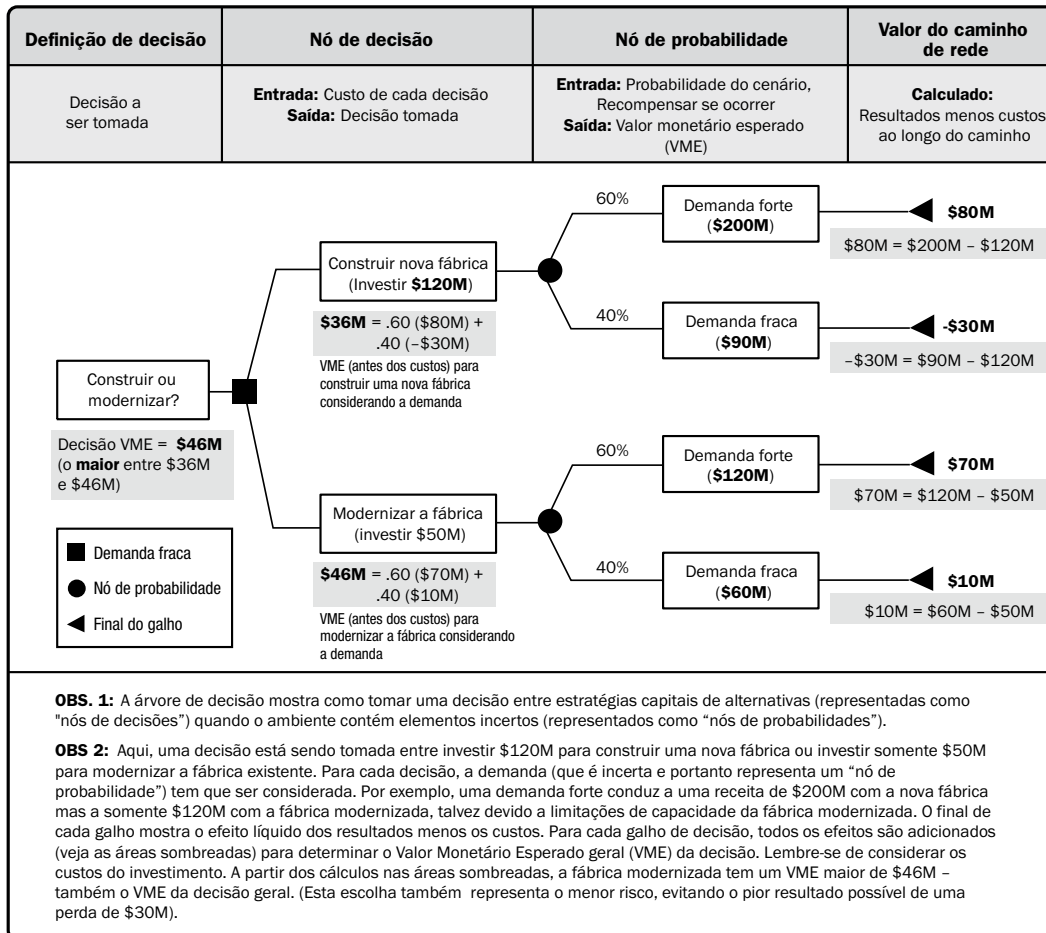 Definição de decisão
Nó de decisão
Nó de probabilidade
Valor do caminho
de rede
Decisão a
ser tomada
Entrada: Custo de cada decisão
Saída: Decisão tomada
Entrada: Probabilidade do cenário,
Recompensar se ocorrer
Saída: Valor monetário esperado
(VME)
Calculado:
Resultados menos custos
ao longo do caminho
60%
Demanda forte
($200M)
$80M
$80M = $200M – $120M
Construir nova fábrica
(Investir $120M)
$36M = .60 ($80M) +
.40 (–$30M)
VME (antes dos custos) para
construir uma nova fábrica
considerando a demanda
40%
Demanda fraca
($90M)
-$30M
–$30M = $90M – $120M
Construir ou
modernizar?
Decisão VME = $46M
(o maior entre $36M
e $46M)
60%
Demanda forte
($120M)
$70M
$70M = $120M – $50M
Modernizar a fábrica
(investir $50M)
$46M = .60 ($70M) +
.40 ($10M)
VME (antes dos custos) para
modernizar a fábrica considerando
a demanda
40%
Demanda fraca
($60M)
$10M
$10M = $60M – $50M
Demanda fraca
Nó de probabilidade
Final do galho
OBS. 1: A árvore de decisão mostra como tomar uma decisão entre estratégias capitais de alternativas (representadas como
"nós de decisões”) quando o ambiente contém elementos incertos (representados como “nós de probabilidades”).
OBS 2: Aqui, uma decisão está sendo tomada entre investir $120M para construir uma nova fábrica ou investir somente $50M
para modernizar a fábrica existente. Para cada decisão, a demanda (que é incerta e portanto representa um “nó de
probabilidade”) tem que ser considerada. Por exemplo, uma demanda forte conduz a uma receita de $200M com a nova fábrica
mas a somente $120M com a fábrica modernizada, talvez devido a limitações de capacidade da fábrica modernizada. O final de
cada galho mostra o efeito líquido dos resultados menos os custos. Para cada galho de decisão, todos os efeitos são adicionados
(veja as áreas sombreadas) para determinar o Valor Monetário Esperado geral (VME) da decisão. Lembre-se de considerar os
custos do investimento. A partir dos cálculos nas áreas sombreadas, a fábrica modernizada tem um VME maior de $46M –
também o VME da decisão geral. (Esta escolha também representa o menor risco, evitando o pior resultado possível de uma
perda de $30M).